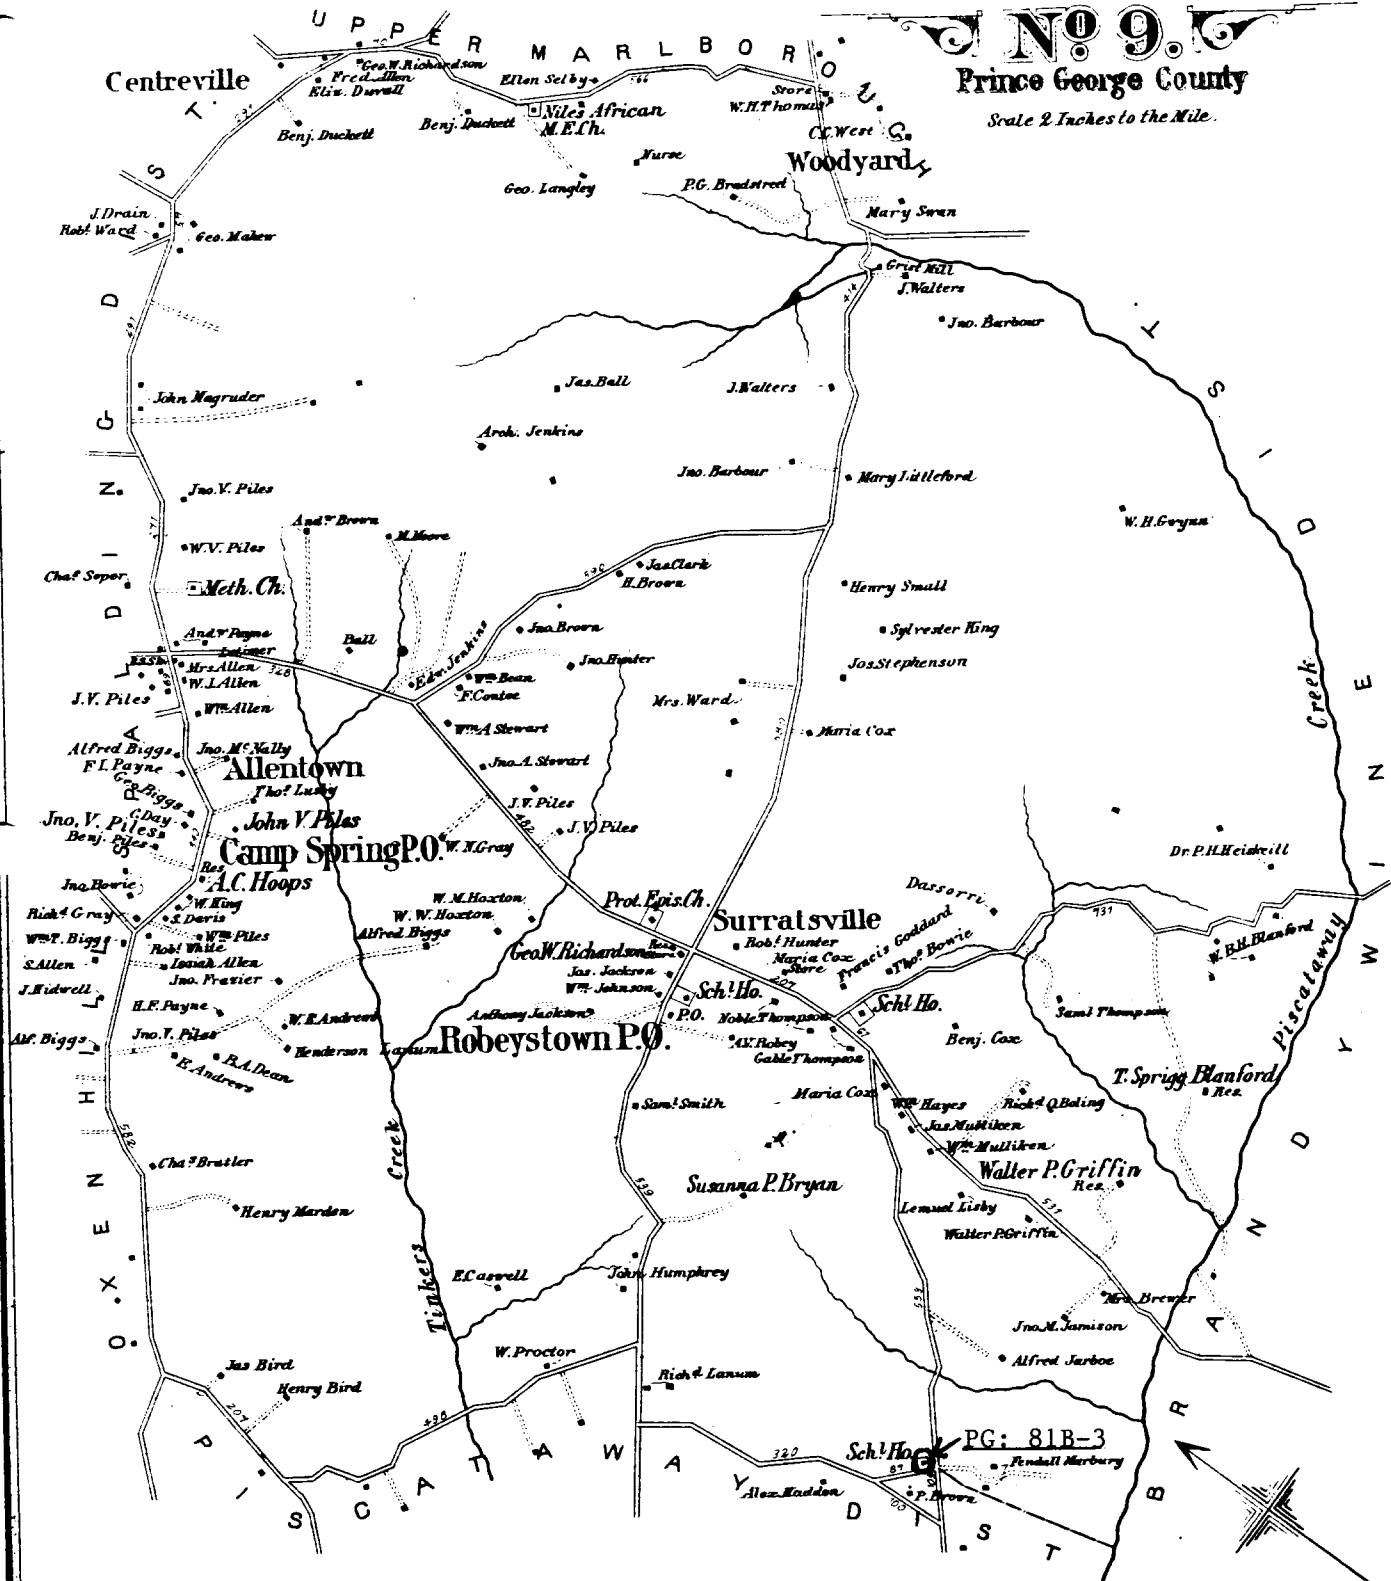 UPPER MARLBORO DIST.
Nº 9.
Prince George County
Scale 2 Inches to the Mile.
Centreville
Geo. W. Richardson
Fred Allen
Eliz. Duvall
Benj. Duckett
Benj. Duckett
Ellen Selby
Niles African
M.E.Ch.
Store
W.H.Thomas
C.C. West
Woodyard
Nurse
Geo. Langley
P.G. Bradstred
Mary Swan
J. Drain
Robt Ward
Geo. Mahew
Grist Mill
J. Walters
Jno. Barbour
John Magruder
Jas. Ball
J. Walters
Arch. Jenkins
Jno. Barbour
Mary Littleford
Jno. V. Piles
W.H. Gwynn
Andw Brown
M. Moore
W.V. Piles
Chas Soper
Meth. Ch.
Jas Clark
H. Brown
Henry Small
Andw Payne
Latimer
Ball
Edw. Jenkins
Jno. Brown
Jno. Hunter
Sylvester King
B.S.Sh.
Mrs. Allen
W.J. Allen
J.V. Piles
Wm Allen
Wm Bean
F. Contee
Jos Stephenson
Mrs. Ward
Wm A Stewart
Maria Cox
Alfred Biggs
F I. Payne
Jno. Mc Nally
Allentown
Jno. A. Stewart
Geo Biggs
Thos Lusby
J.V. Piles
G. Day
Jno. V. Piles
Benj. Piles
John V. Piles
J.V. Piles
Camp Spring P.O.
W. N. Gray
Dr. P.H. Heiskell
Res.
A.C. Hoops
Jno. Bowie
W. King
Richd Gray
S. Davis
Wm T. Biggs
Robt White
Wm Piles
S. Allen
Isaiah Allen
J. Kidwell
Jno. Frazier
W. M. Hoxton
W. W. Hoxton
Alfred Biggs
Prot. Epis. Ch.
Surratsville
Dassorri
Geo W. Richardson
Res.
Store
Robt Hunter
Maria Cox
Store
Francis Goddard
Thos Bowie
W. B. H. Blanford
Jas. Jackson
Wm Johnson
Schl Ho.
P.O.
Noble Thompson
Schl Ho.
Saml Thompson
H.F. Payne
W. E. Andrews
Anthony Jackson
Alf. Biggs
Jno. V. Piles
E. Andrews
B.A. Dean
Henderson Lanum
Robeystown P.O.
A.V. Robey
Gable Thompson
Benj. Cox
T. Sprigg Blanford
Res.
Saml Smith
Maria Cox
Wm Hayes
Richd Q. Boling
Jas Mulliken
Wm Mulliken
Chas Brutler
Henry Marden
Susanna P. Bryan
Walter P. Griffin
Res.
Lemuel Lisby
Walter P. Griffin
E. Caswell
John Humphrey
Tinkers Creek
Piscataway Creek
Mrs. Brewer
Jno. M. Jamison
Alfred Jarboe
W. Proctor
Richd Lanum
Jas Bird
Henry Bird
Schl Ho.
PG: 81B-3
Fendall Marbury
Alex. Hadden
P. Brown
SPALDINGS DIST.
OXEN HILL
PISCATAWAY DIST
BRANDYWINE DIST